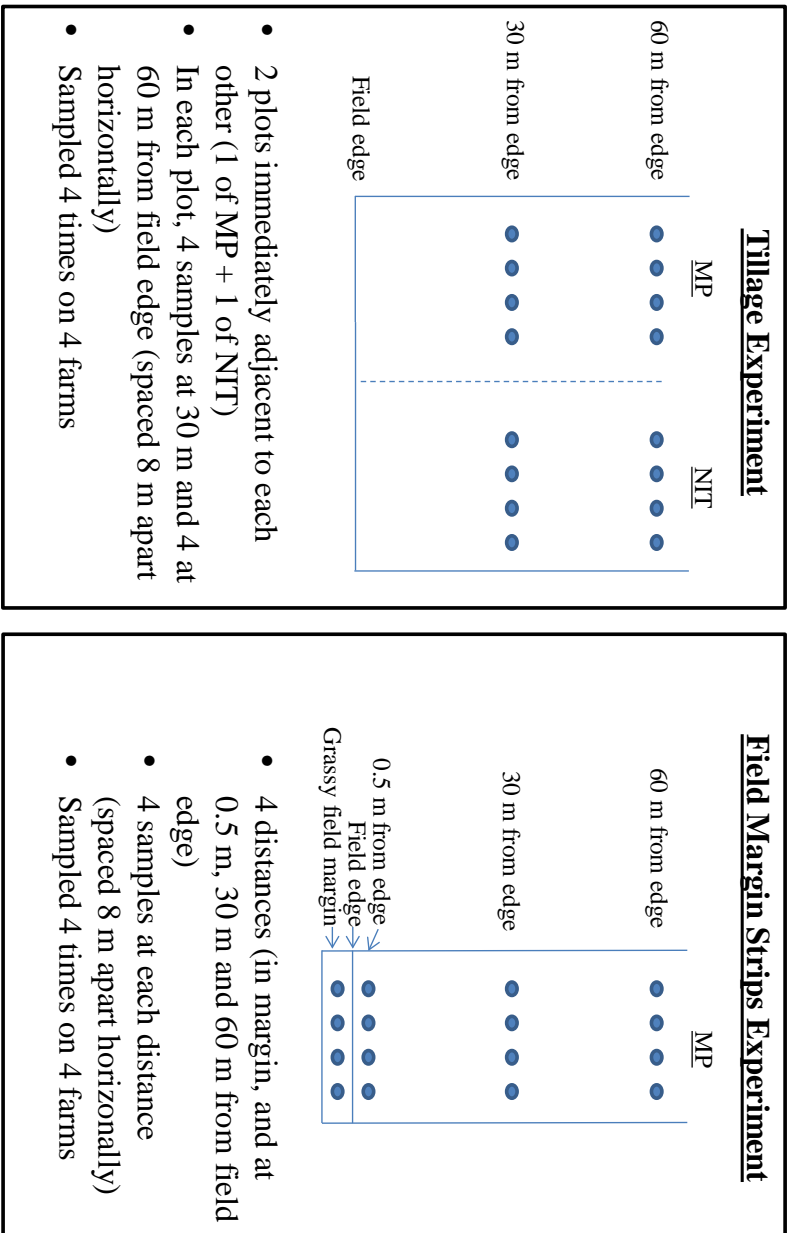 Tillage Experiment
MP
NIT
60 m from edge
30 m from edge
Field edge
• 2 plots immediately adjacent to each
other (1 of MP + 1 of NIT)
• In each plot, 4 samples at 30 m and 4 at
60 m from field edge (spaced 8 m apart
horizontally)
• Sampled 4 times on 4 farms
Field Margin Strips Experiment
MP
60 m from edge
30 m from edge
0.5 m from edge
Field edge
Grassy field margin
• 4 distances (in margin, and at
0.5 m, 30 m and 60 m from field
edge)
• 4 samples at each distance
(spaced 8 m apart horizonally)
• Sampled 4 times on 4 farms